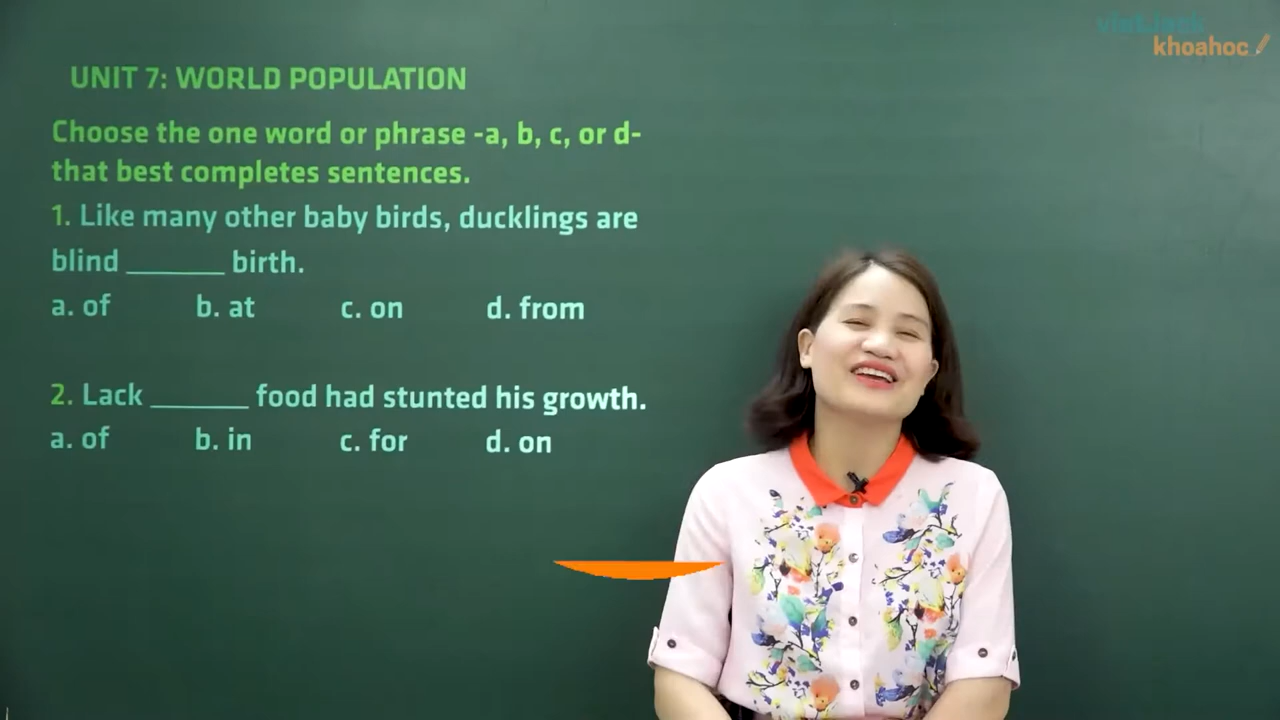 vietjack
khoahoc
UNIT 7: WORLD POPULATION
Choose the one word or phrase -a, b, c, or d-
that best completes sentences.
1. Like many other baby birds, ducklings are
blind _______ birth.
a. of b. at c. on d. from
2. Lack _______ food had stunted his growth.
a. of b. in c. for d. on